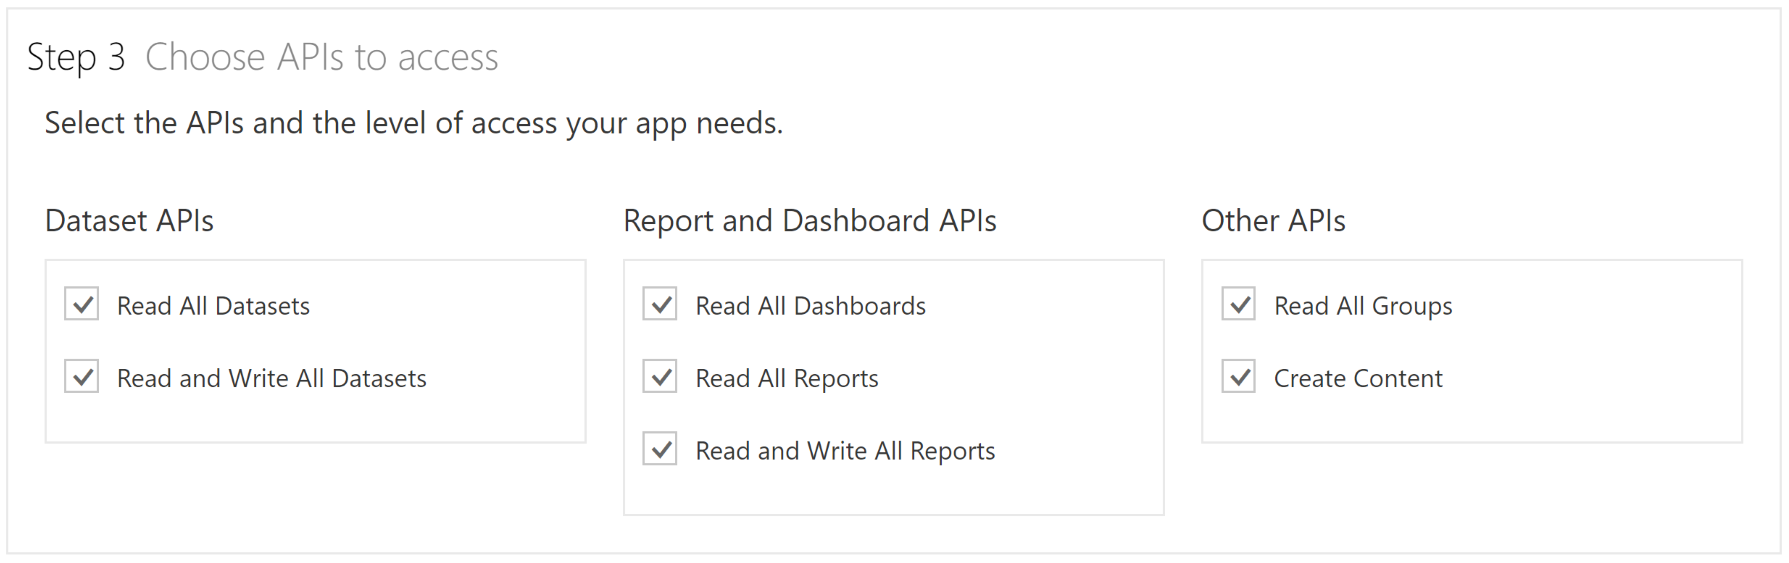 Step 3 Choose APIs to access
Select the APIs and the level of access your app needs.
Dataset APIs
Read All Datasets
Read and Write All Datasets
Report and Dashboard APIs
Read All Dashboards
Read All Reports
Read and Write All Reports
Other APIs
Read All Groups
Create Content